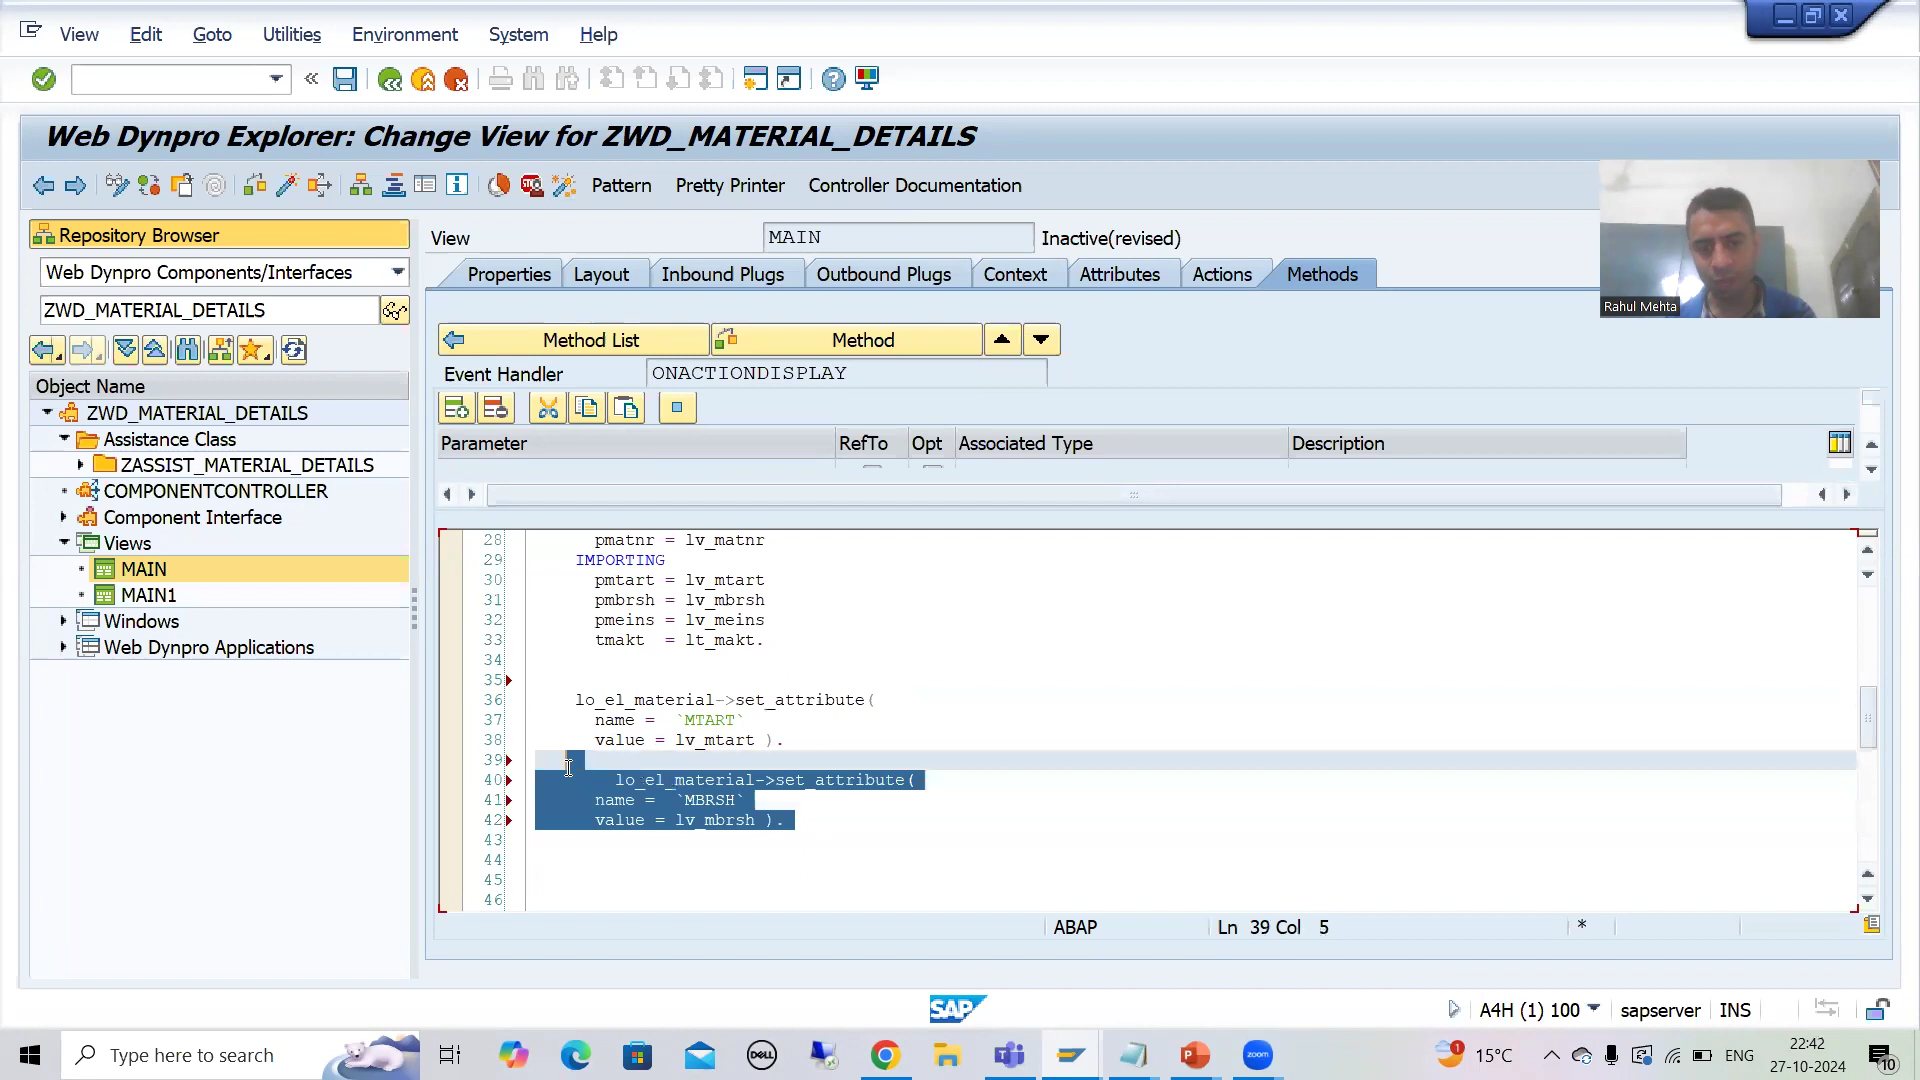 View Edit Goto Utilities Environment System Help
Web Dynpro Explorer: Change View for ZWD_MATERIAL_DETAILS
Pattern Pretty Printer Controller Documentation
Repository Browser
Web Dynpro Components/Interfaces
ZWD_MATERIAL_DETAILS
Object Name
ZWD_MATERIAL_DETAILS
Assistance Class
ZASSIST_MATERIAL_DETAILS
COMPONENTCONTROLLER
Component Interface
Views
MAIN
MAIN1
Windows
Web Dynpro Applications
View MAIN Inactive(revised)
Properties Layout Inbound Plugs Outbound Plugs Context Attributes Actions Methods
Method List Method
Event Handler ONACTIONDISPLAY
Parameter RefTo Opt Associated Type Description
28 pmatnr = lv_matnr
29 IMPORTING
30 pmtart = lv_mtart
31 pmbrsh = lv_mbrsh
32 pmeins = lv_meins
33 tmakt = lt_makt.
34
35
36 lo_el_material->set_attribute(
37 name = `MTART`
38 value = lv_mtart ).
39
40 lo_el_material->set_attribute(
41 name = `MBRSH`
42 value = lv_mbrsh ).
43
44
45
46
ABAP Ln 39 Col 5 *
Rahul Mehta
SAP
A4H (1) 100 sapserver INS
Type here to search
DELL
zoom
1
15°C
ENG
22:42
27-10-2024
10